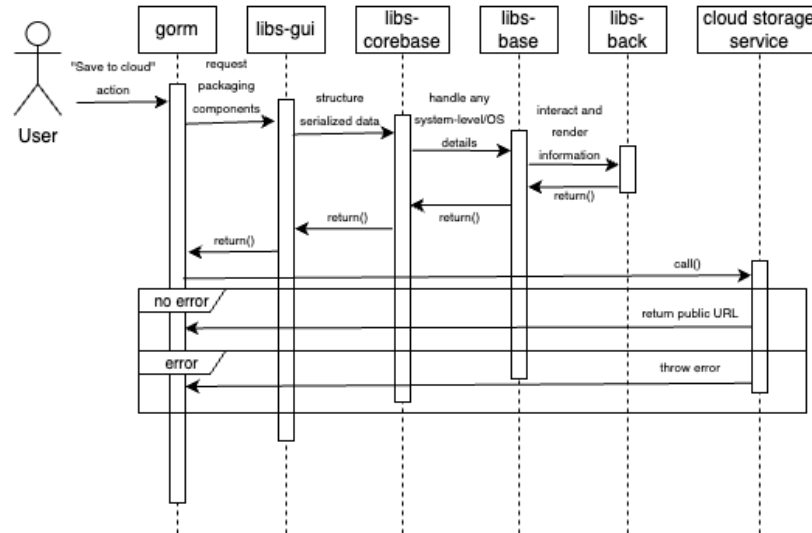 gorm
libs-gui
libs-
corebase
libs-
base
libs-
back
cloud storage
service
User
"Save to cloud"
action
request
packaging
components
structure
serialized data
handle any
system-level/OS
details
interact and
render
information
return()
return()
return()
return()
call()
no error
return public URL
error
throw error